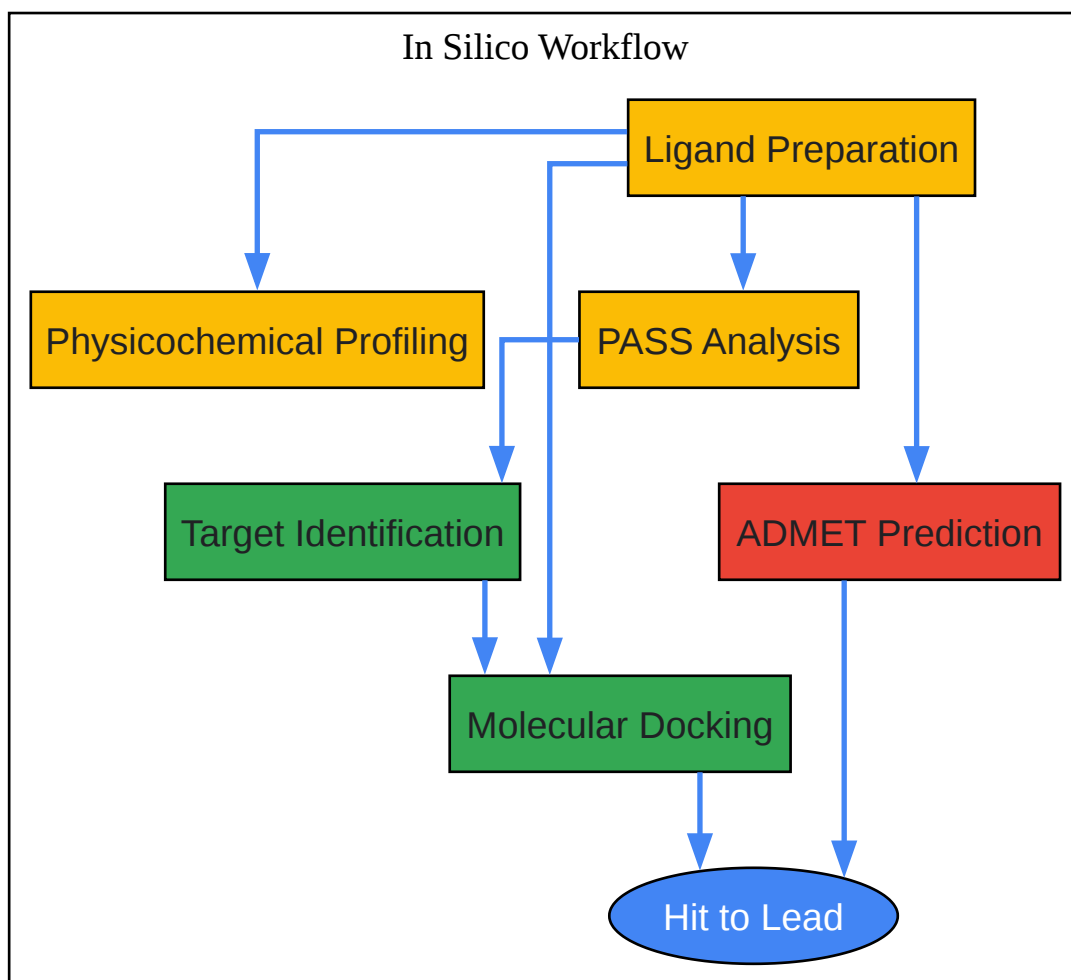 In Silico Workflow
Ligand Preparation
Physicochemical Profiling
PASS Analysis
Target Identification
ADMET Prediction
Molecular Docking
Hit to Lead